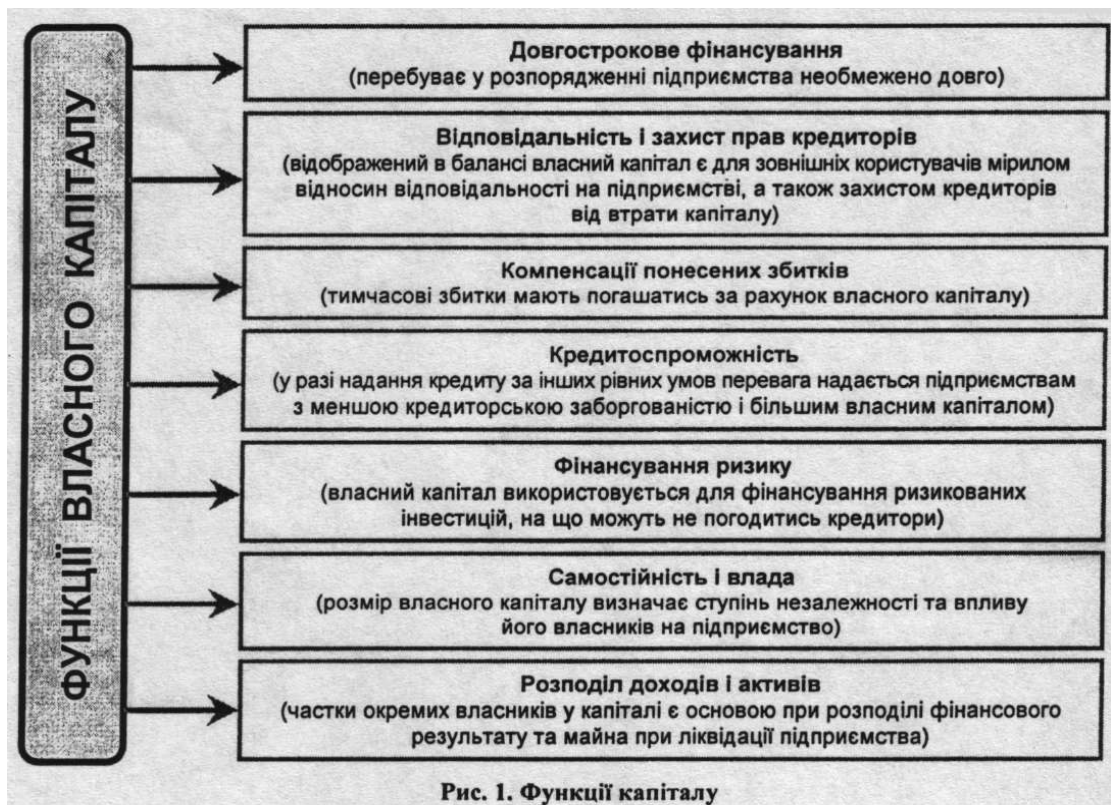 ФУНКЦІЇ ВЛАСНОГО КАПІТАЛУ
Довгострокове фінансування
(перебуває у розпорядженні підприємства необмежено довго)
Відповідальність і захист прав кредиторів
(відображений в балансі власний капітал є для зовнішніх користувачів мірилом
відносин відповідальності на підприємстві, а також захистом кредиторів
від втрати капіталу)
Компенсації понесених збитків
(тимчасові збитки мають погашатись за рахунок власного капіталу)
Кредитоспроможність
(у разі надання кредиту за інших рівних умов перевага надається підприємствам
з меншою кредиторською заборгованістю і більшим власним капіталом)
Фінансування ризику
(власний капітал використовується для фінансування ризикованих
інвестицій, на що можуть не погодитись кредитори)
Самостійність і влада
(розмір власного капіталу визначає ступінь незалежності та впливу
його власників на підприємство)
Розподіл доходів і активів
(частки окремих власників у капіталі є основою при розподілі фінансового
результату та майна при ліквідації підприємства)
Рис. 1. Функції капіталу